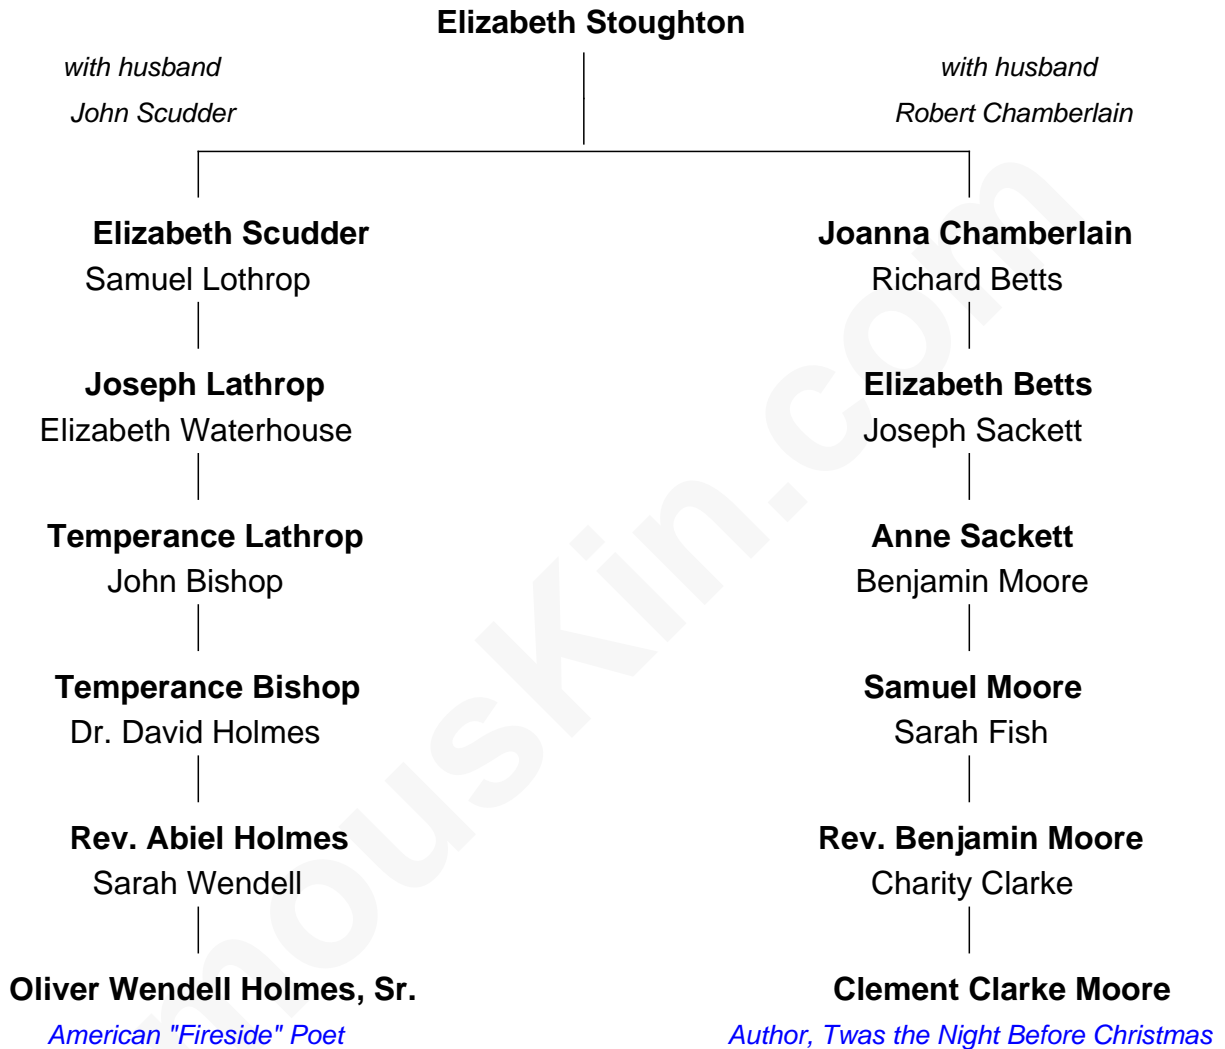 Elizabeth Stoughton
with husband
John Scudder
with husband
Robert Chamberlain
Elizabeth Scudder
Samuel Lothrop
Joanna Chamberlain
Richard Betts
Joseph Lathrop
Elizabeth Waterhouse
Elizabeth Betts
Joseph Sackett
Temperance Lathrop
John Bishop
Anne Sackett
Benjamin Moore
Temperance Bishop
Dr. David Holmes
Samuel Moore
Sarah Fish
Rev. Abiel Holmes
Sarah Wendell
Rev. Benjamin Moore
Charity Clarke
Oliver Wendell Holmes, Sr.
American "Fireside" Poet
Clement Clarke Moore
Author, Twas the Night Before Christmas
mousKin.com